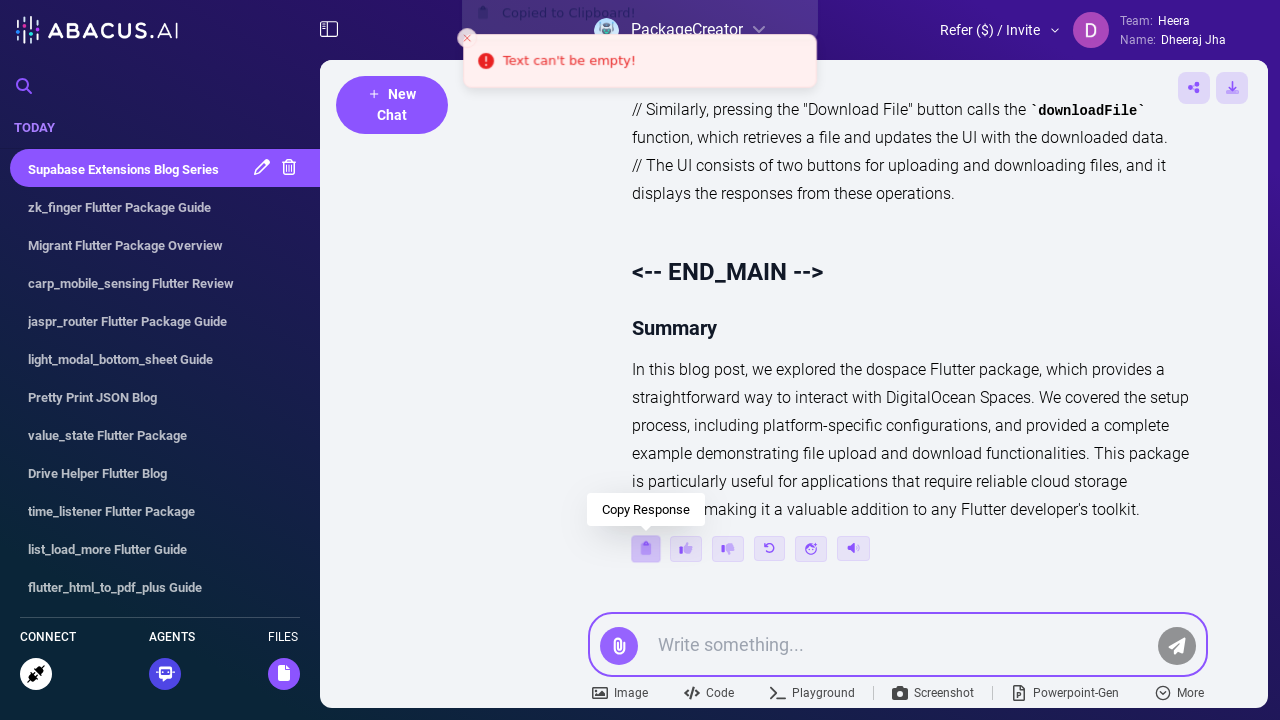 ABACUS.AI
Copied to Clipboard!
PackageCreator
Text can't be empty!
Refer ($) / Invite
D
Team: Heera
Name: Dheeraj Jha
TODAY
Supabase Extensions Blog Series
zk_finger Flutter Package Guide
Migrant Flutter Package Overview
carp_mobile_sensing Flutter Review
jaspr_router Flutter Package Guide
light_modal_bottom_sheet Guide
Pretty Print JSON Blog
value_state Flutter Package
Drive Helper Flutter Blog
time_listener Flutter Package
list_load_more Flutter Guide
flutter_html_to_pdf_plus Guide
CONNECT
AGENTS
FILES
+ New
Chat
// Similarly, pressing the "Download File" button calls the `downloadFile`
function, which retrieves a file and updates the UI with the downloaded data.
// The UI consists of two buttons for uploading and downloading files, and it
displays the responses from these operations.
<-- END_MAIN -->
Summary
In this blog post, we explored the dospace Flutter package, which provides a
straightforward way to interact with DigitalOcean Spaces. We covered the setup
process, including platform-specific configurations, and provided a complete
example demonstrating file upload and download functionalities. This package
is particularly useful for applications that require reliable cloud storage
making it a valuable addition to any Flutter developer's toolkit.
Copy Response
Write something...
Image
Code
Playground
Screenshot
Powerpoint-Gen
More